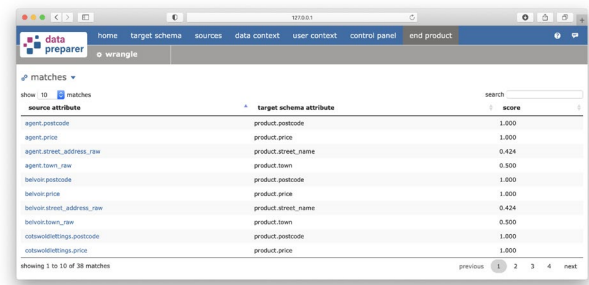 127.0.0.1
data preparer
home target schema sources data context user context control panel end product
wrangle
matches
show 10 matches search
source attribute target schema attribute score
agent.postcode product.postcode 1.000
agent.price product.price 1.000
agent.street_address_raw product.street_name 0.424
agent.town_raw product.town 0.500
belvoir.postcode product.postcode 1.000
belvoir.price product.price 1.000
belvoir.street_address_raw product.street_name 0.424
belvoir.town_raw product.town 0.500
cotswoldlettings.postcode product.postcode 1.000
cotswoldlettings.price product.price 1.000
showing 1 to 10 of 38 matches previous 1 2 3 4 next